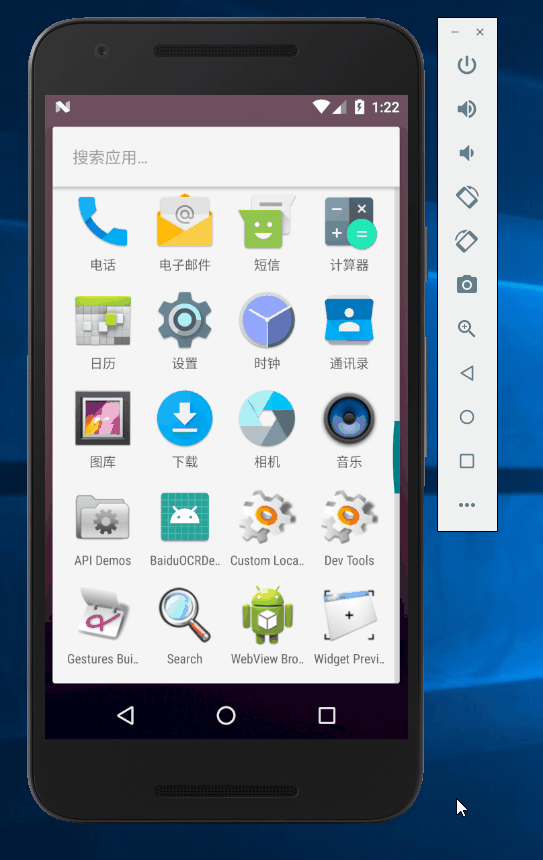 1:22
搜索应用...
电话 电子邮件 短信 计算器
日历 设置 时钟 通讯录
图库 下载 相机 音乐
API Demos BaiduOCRDe.. Custom Loca.. Dev Tools
Gestures Bui.. Search WebView Bro.. Widget Previ..